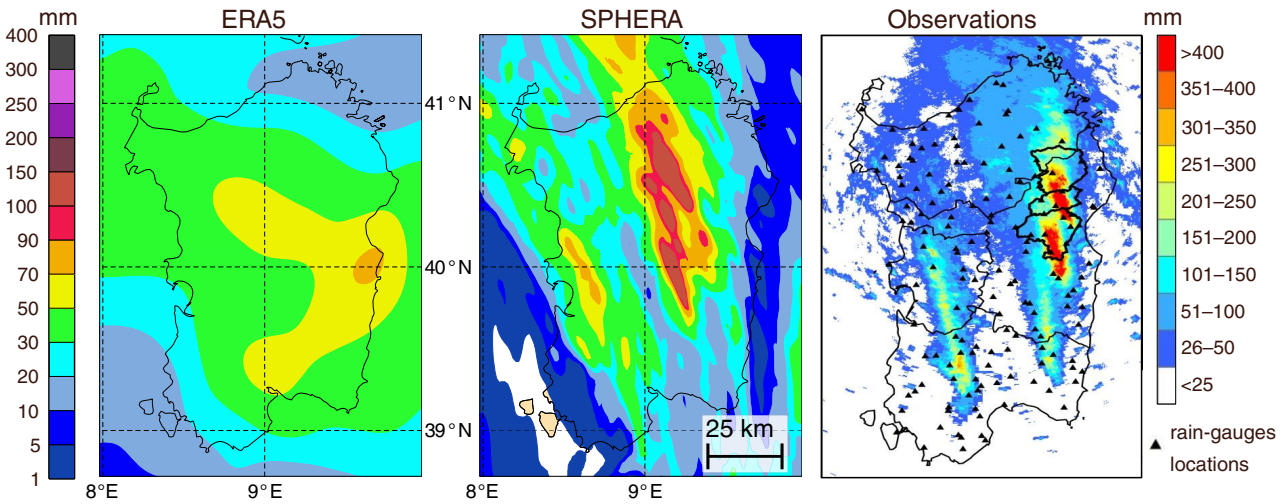 mm ERA5 SPHERA Observations mm
400
300
250
200
150
100
90
70
50
30
20
10
5
1
41°N
40°N
39°N
8°E 9°E
25 km
8°E 9°E
>400
351–400
301–350
251–300
201–250
151–200
101–150
51–100
26–50
<25
rain-gauges
locations